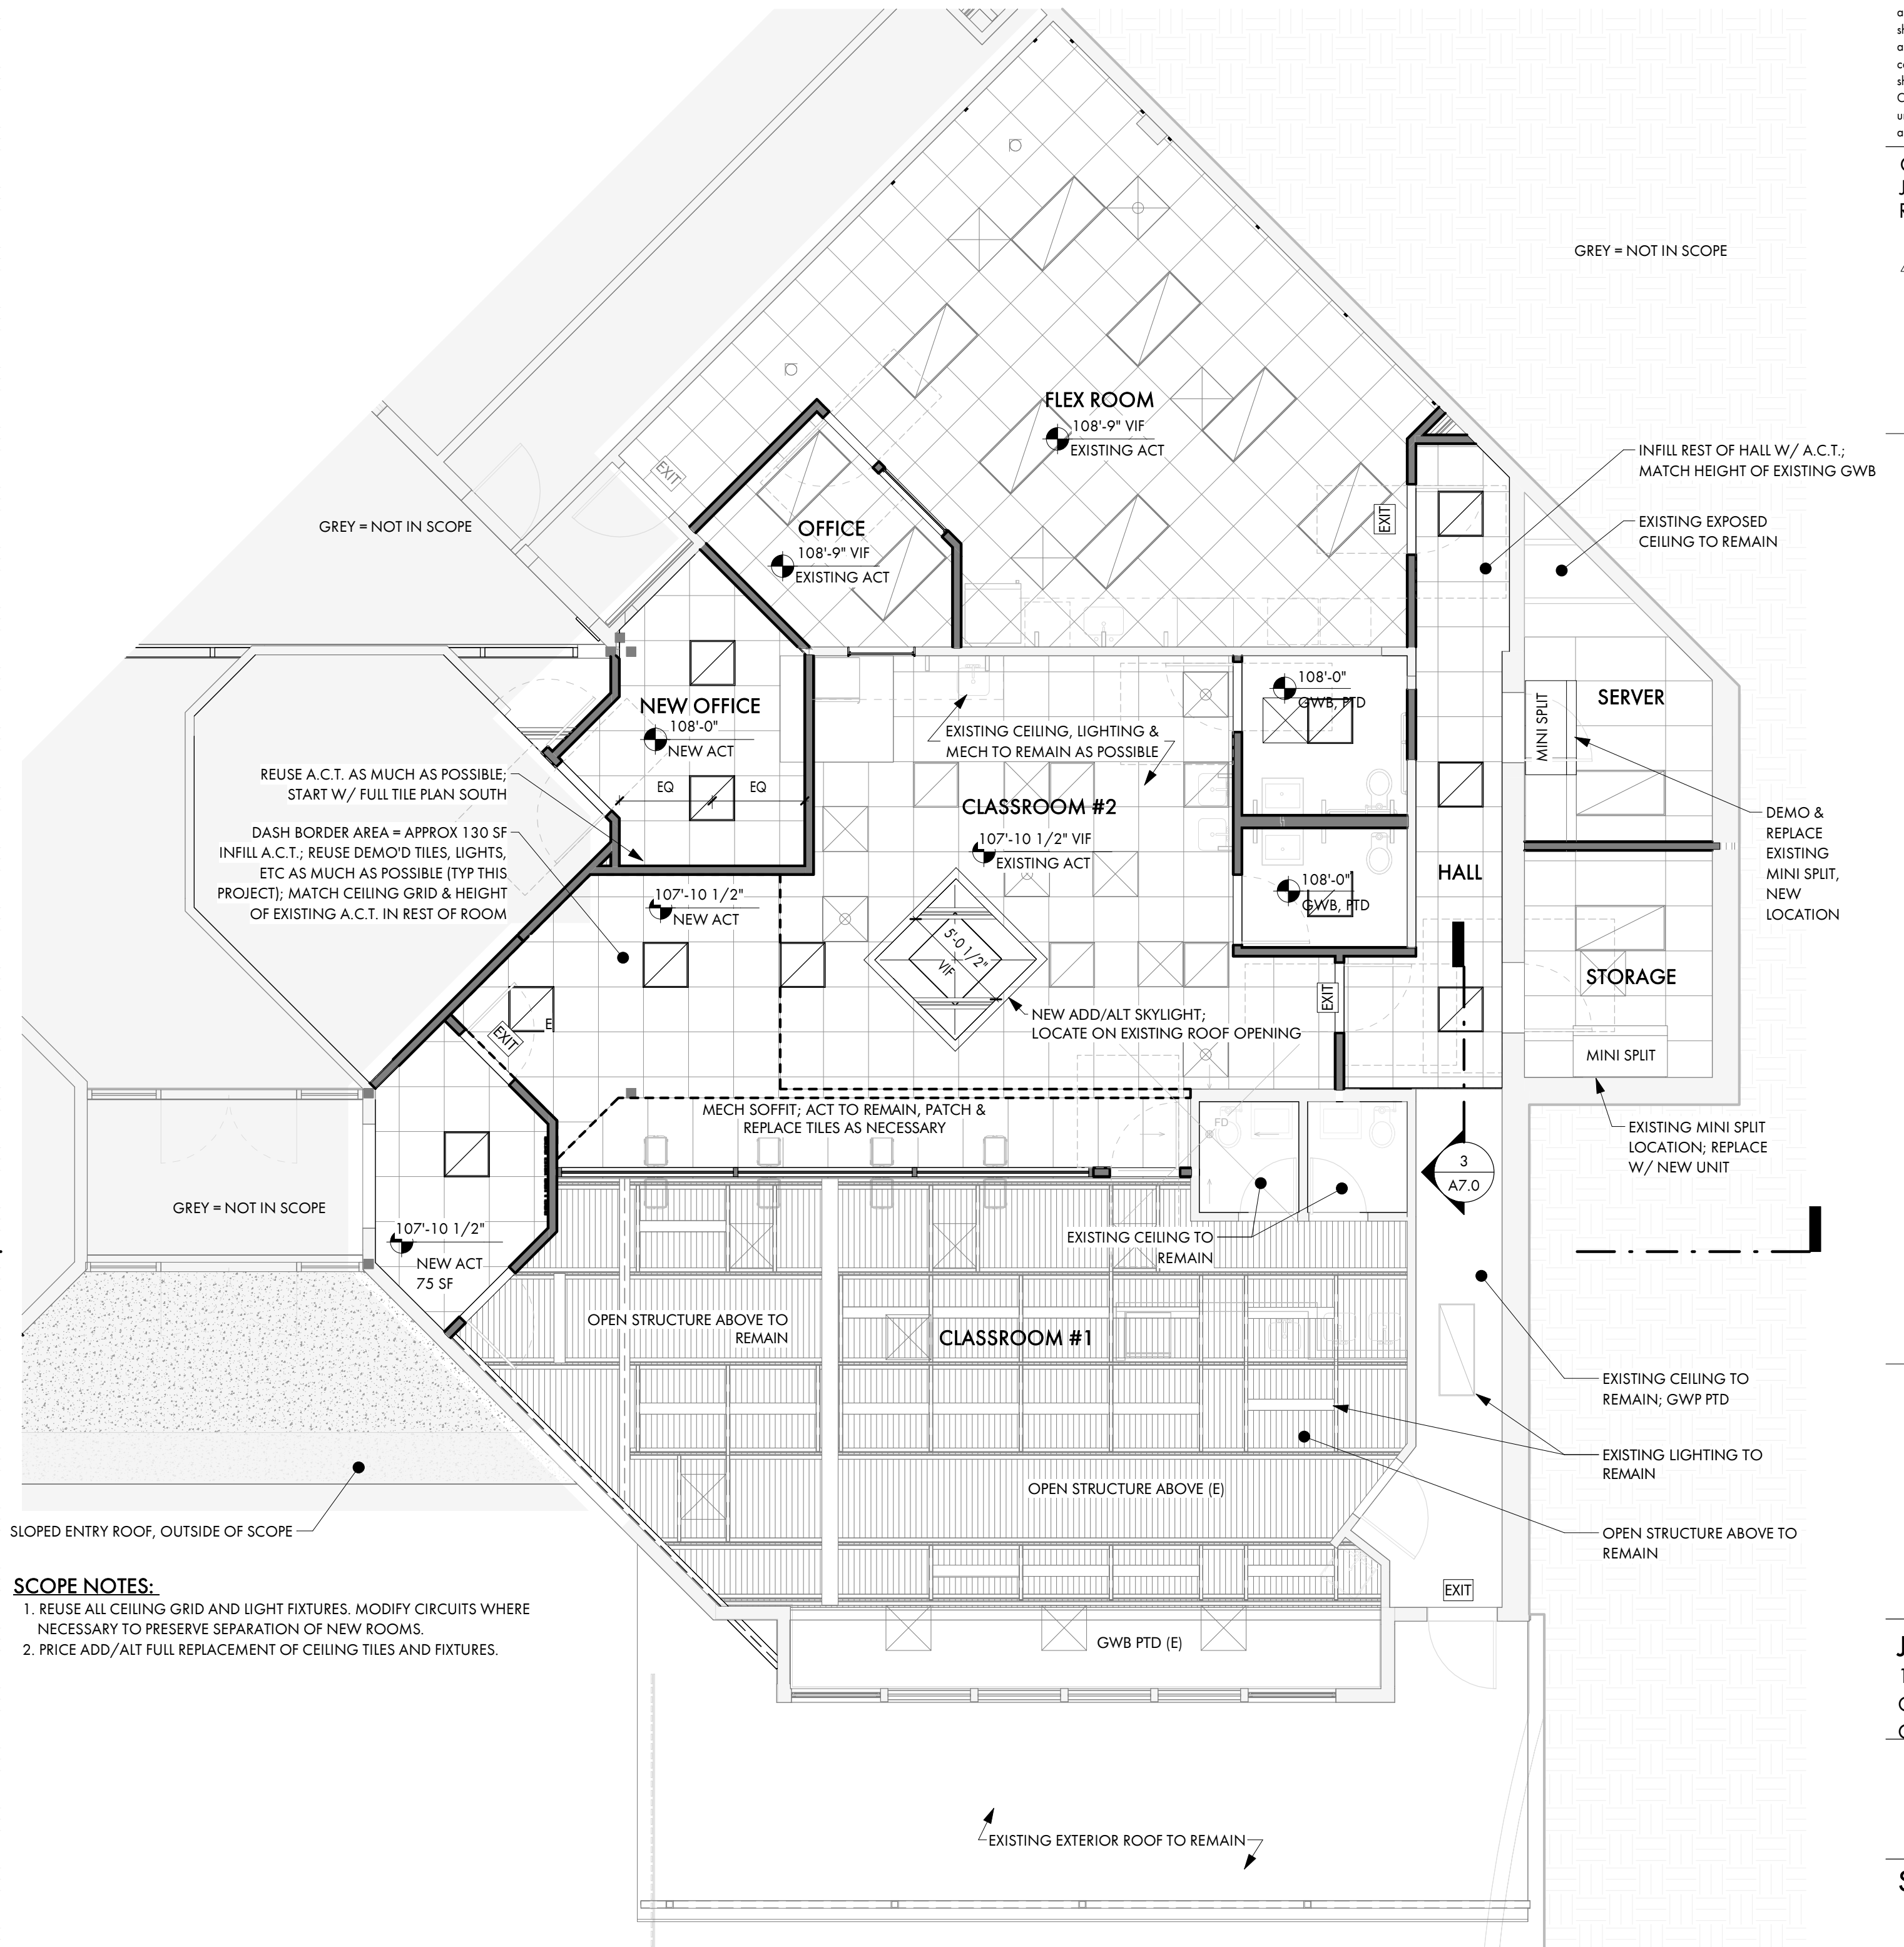 GREY = NOT IN SCOPE
FLEX ROOM
108'-9" VIF
EXISTING ACT
INFILL REST OF HALL W/ A.C.T.;
MATCH HEIGHT OF EXISTING GWB
EXISTING EXPOSED
CEILING TO REMAIN
EXIT
EXIT
GREY = NOT IN SCOPE
OFFICE
108'-9" VIF
EXISTING ACT
NEW OFFICE
108'-0"
NEW ACT
EQ
EQ
EXISTING CEILING, LIGHTING &
MECH TO REMAIN AS POSSIBLE
108'-0"
GWB, PTD
MINI SPLIT
SERVER
REUSE A.C.T. AS MUCH AS POSSIBLE;
START W/ FULL TILE PLAN SOUTH
CLASSROOM #2
107'-10 1/2" VIF
EXISTING ACT
DEMO &
REPLACE
EXISTING
MINI SPLIT,
NEW
LOCATION
DASH BORDER AREA = APPROX 130 SF
INFILL A.C.T.; REUSE DEMO'D TILES, LIGHTS,
ETC AS MUCH AS POSSIBLE (TYP THIS
PROJECT); MATCH CEILING GRID & HEIGHT
OF EXISTING A.C.T. IN REST OF ROOM
107'-10 1/2"
NEW ACT
108'-0"
GWB, PTD
HALL
5'-0 1/2"
VIF
STORAGE
EXIT
E
EXIT
NEW ADD/ALT SKYLIGHT;
LOCATE ON EXISTING ROOF OPENING
MINI SPLIT
MECH SOFFIT; ACT TO REMAIN, PATCH &
REPLACE TILES AS NECESSARY
FD
EXISTING MINI SPLIT
LOCATION; REPLACE
W/ NEW UNIT
3
A7.0
GREY = NOT IN SCOPE
107'-10 1/2"
NEW ACT
75 SF
EXISTING CEILING TO
REMAIN
OPEN STRUCTURE ABOVE TO
REMAIN
CLASSROOM #1
EXISTING CEILING TO
REMAIN; GWP PTD
EXISTING LIGHTING TO
REMAIN
OPEN STRUCTURE ABOVE (E)
OPEN STRUCTURE ABOVE TO
REMAIN
SLOPED ENTRY ROOF, OUTSIDE OF SCOPE
EXIT
SCOPE NOTES:
1. REUSE ALL CEILING GRID AND LIGHT FIXTURES. MODIFY CIRCUITS WHERE
NECESSARY TO PRESERVE SEPARATION OF NEW ROOMS.
2. PRICE ADD/ALT FULL REPLACEMENT OF CEILING TILES AND FIXTURES.
GWB PTD (E)
EXISTING EXTERIOR ROOF TO REMAIN